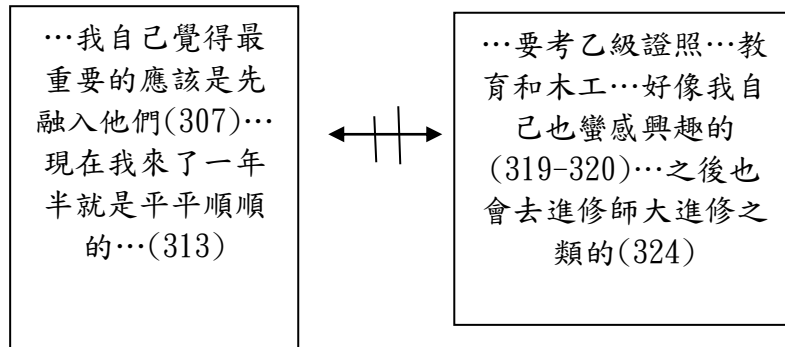 …我自己覺得最
重要的應該是先
融入他們(307)…
現在我來了一年
半就是平平順順
的…(313)
…要考乙級證照…教
育和木工…好像我自
己也蠻感興趣的
(319-320)…之後也
會去進修師大進修之
類的(324)